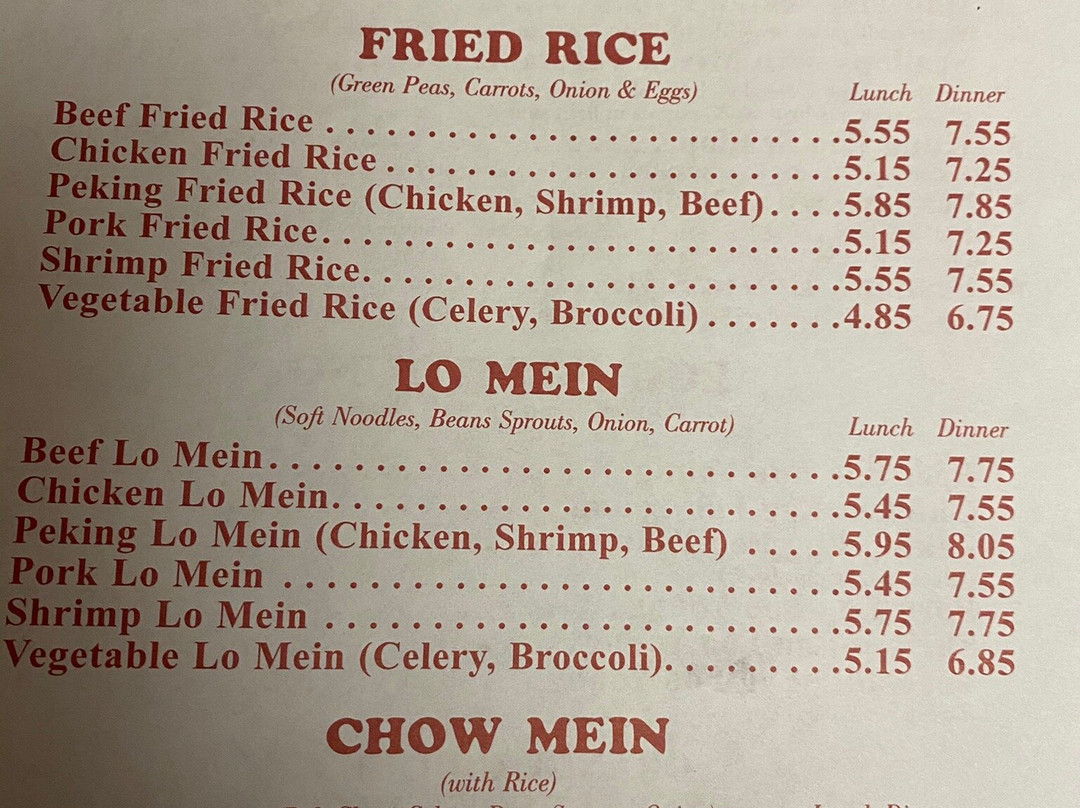 FRIED RICE
(Green Peas, Carrots, Onion & Eggs) Lunch Dinner
Beef Fried Rice . . . . . . . . . . . . . . . . . . . . . . . . . .5.55 7.55
Chicken Fried Rice . . . . . . . . . . . . . . . . . . . . . . .5.15 7.25
Peking Fried Rice (Chicken, Shrimp, Beef). . . .5.85 7.85
Pork Fried Rice. . . . . . . . . . . . . . . . . . . . . . . . . .5.15 7.25
Shrimp Fried Rice. . . . . . . . . . . . . . . . . . . . . . . .5.55 7.55
Vegetable Fried Rice (Celery, Broccoli) . . . . . . .4.85 6.75
LO MEIN
(Soft Noodles, Beans Sprouts, Onion, Carrot) Lunch Dinner
Beef Lo Mein. . . . . . . . . . . . . . . . . . . . . . . . . . . .5.75 7.75
Chicken Lo Mein. . . . . . . . . . . . . . . . . . . . . . . . .5.45 7.55
Peking Lo Mein (Chicken, Shrimp, Beef) . . . . .5.95 8.05
Pork Lo Mein . . . . . . . . . . . . . . . . . . . . . . . . . . .5.45 7.55
Shrimp Lo Mein . . . . . . . . . . . . . . . . . . . . . . . . .5.75 7.75
Vegetable Lo Mein (Celery, Broccoli). . . . . . . . .5.15 6.85
CHOW MEIN
(with Rice)